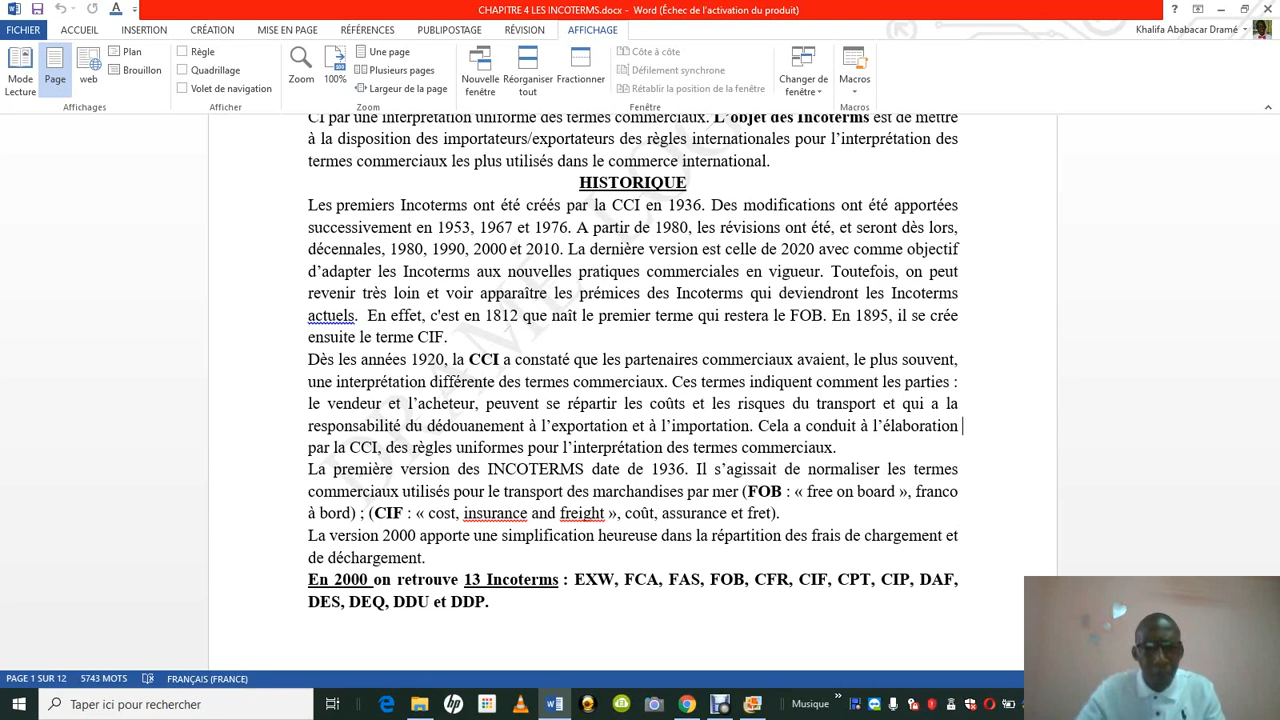 CHAPITRE 4 LES INCOTERMS.docx - Word (Échec de l'activation du produit)
FICHIER ACCUEIL INSERTION CRÉATION MISE EN PAGE RÉFÉRENCES PUBLIPOSTAGE RÉVISION AFFICHAGE Khalifa Ababacar Dramé
Mode Lecture
Page
web
Plan
Brouillon
Affichages
Règle
Quadrillage
Volet de navigation
Afficher
Zoom
100%
Une page
Plusieurs pages
Largeur de la page
Zoom
Nouvelle fenêtre
Réorganiser tout
Fractionner
Côte à côte
Défilement synchrone
Rétablir la position de la fenêtre
Fenêtre
Changer de fenêtre
Macros
Macros
CI par une interprétation uniforme des termes commerciaux. L'objet des Incoterms est de mettre
à la disposition des importateurs/exportateurs des règles internationales pour l'interprétation des
termes commerciaux les plus utilisés dans le commerce international.
HISTORIQUE
Les premiers Incoterms ont été créés par la CCI en 1936. Des modifications ont été apportées
successivement en 1953, 1967 et 1976. A partir de 1980, les révisions ont été, et seront dès lors,
décennales, 1980, 1990, 2000 et 2010. La dernière version est celle de 2020 avec comme objectif
d'adapter les Incoterms aux nouvelles pratiques commerciales en vigueur. Toutefois, on peut
revenir très loin et voir apparaître les prémices des Incoterms qui deviendront les Incoterms
actuels. En effet, c'est en 1812 que naît le premier terme qui restera le FOB. En 1895, il se crée
ensuite le terme CIF.
Dès les années 1920, la CCI a constaté que les partenaires commerciaux avaient, le plus souvent,
une interprétation différente des termes commerciaux. Ces termes indiquent comment les parties :
le vendeur et l'acheteur, peuvent se répartir les coûts et les risques du transport et qui a la
responsabilité du dédouanement à l'exportation et à l'importation. Cela a conduit à l'élaboration
par la CCI, des règles uniformes pour l'interprétation des termes commerciaux.
La première version des INCOTERMS date de 1936. Il s'agissait de normaliser les termes
commerciaux utilisés pour le transport des marchandises par mer (FOB : « free on board », franco
à bord) ; (CIF : « cost, insurance and freight », coût, assurance et fret).
La version 2000 apporte une simplification heureuse dans la répartition des frais de chargement et
de déchargement.
En 2000 on retrouve 13 Incoterms : EXW, FCA, FAS, FOB, CFR, CIF, CPT, CIP, DAF,
DES, DEQ, DDU et DDP.
PAGE 1 SUR 12 5743 MOTS FRANÇAIS (FRANCE)
Taper ici pour rechercher
Musique